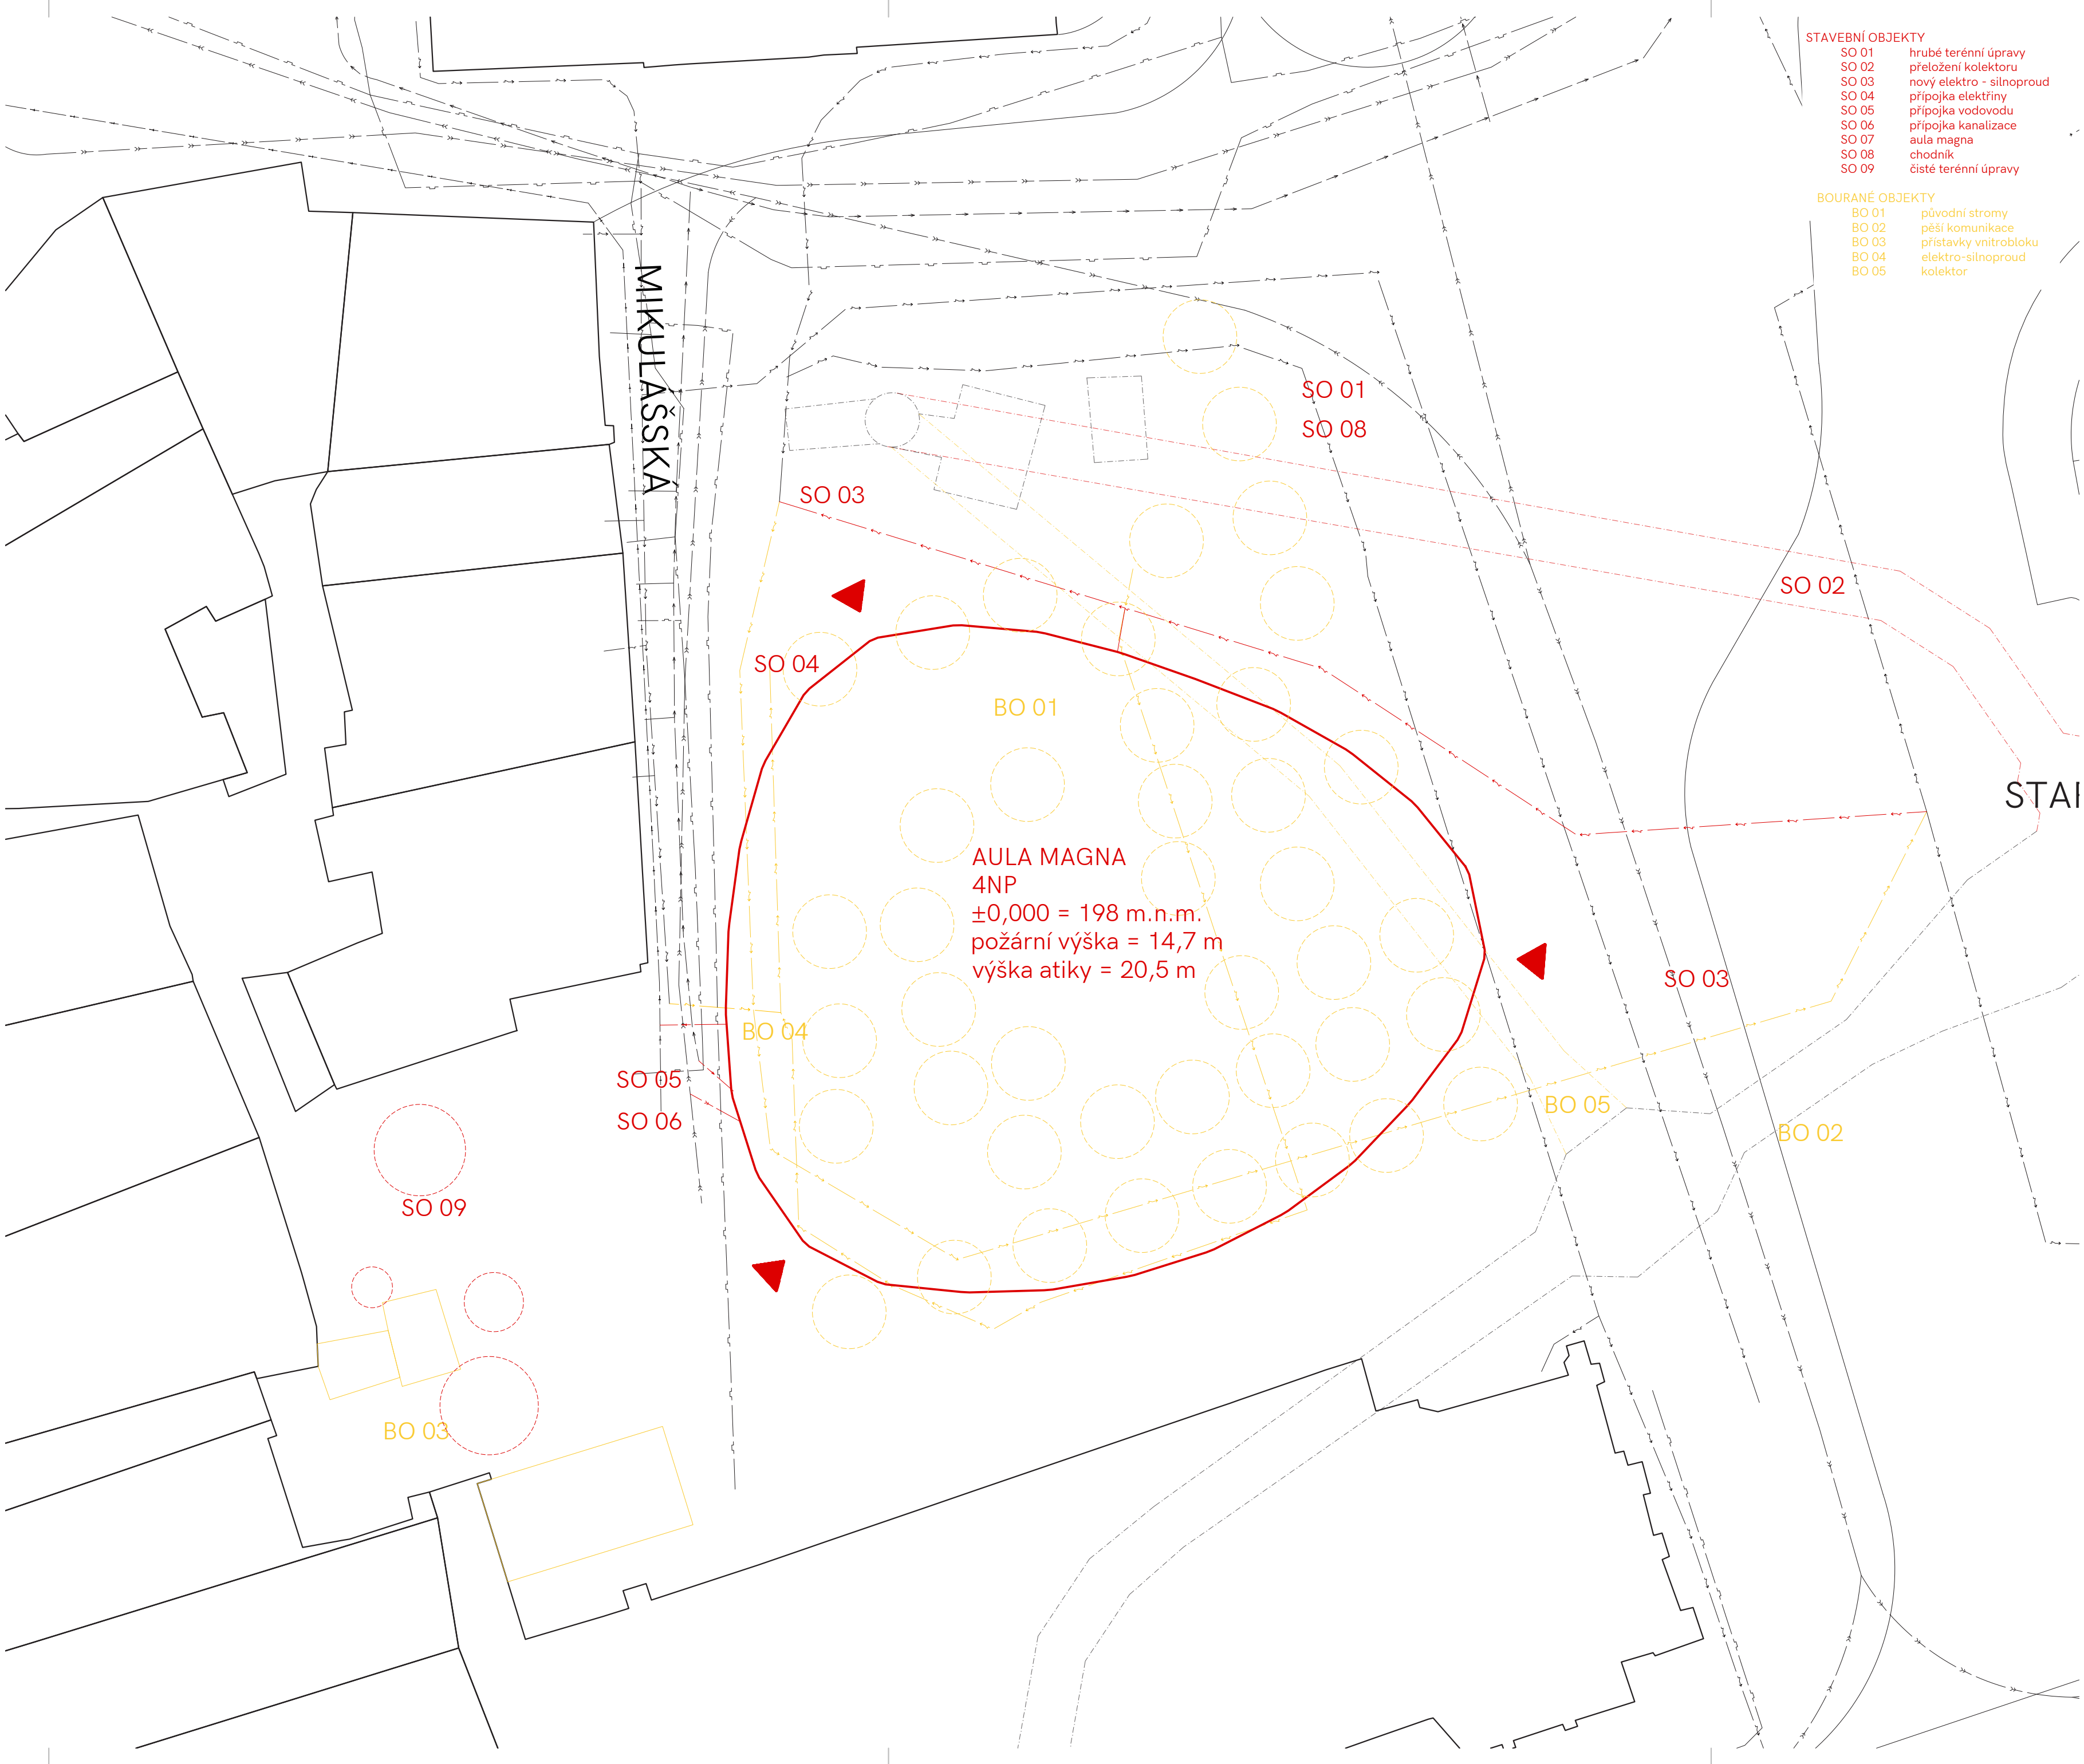 STAVEBNÍ OBJEKTY
SO 01 hrubé terénní úpravy
SO 02 přeložení kolektoru
SO 03 nový elektro - silnoproud
SO 04 přípojka elektřiny
SO 05 přípojka vodovodu
SO 06 přípojka kanalizace
SO 07 aula magna
SO 08 chodník
SO 09 čisté terénní úpravy
BOURANÉ OBJEKTY
BO 01 původní stromy
BO 02 pěší komunikace
BO 03 přístavky vnitrobloku
BO 04 elektro-silnoproud
BO 05 kolektor
MIKULÁŠSKÁ
SO 01
SO 08
SO 03
SO 02
SO 04
BO 01
STAR
AULA MAGNA
4NP
±0,000 = 198 m.n.m.
požární výška = 14,7 m
výška atiky = 20,5 m
SO 03
BO 04
SO 05
SO 06
BO 05
BO 02
SO 09
BO 03